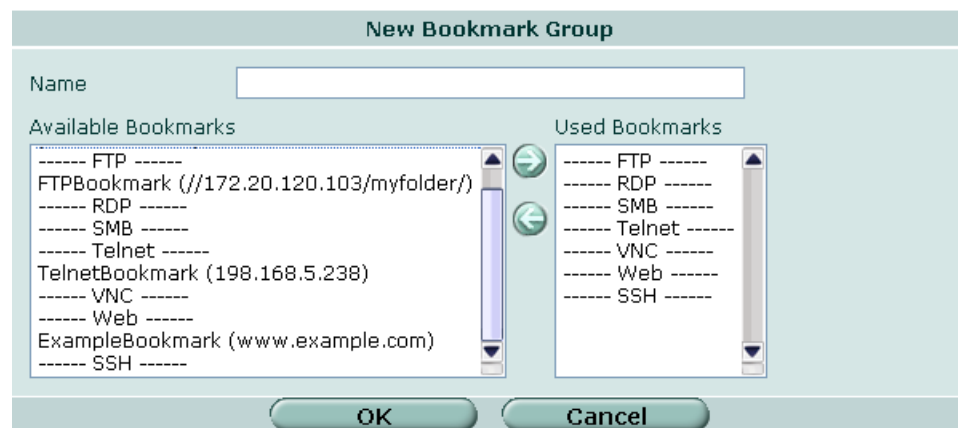 New Bookmark Group
Name
Available Bookmarks
------ FTP ------
FTPBookmark (//172.20.120.103/myfolder/)
------ RDP ------
------ SMB ------
------ Telnet ------
TelnetBookmark (198.168.5.238)
------ VNC ------
------ Web ------
ExampleBookmark (www.example.com)
------ SSH ------
Used Bookmarks
------ FTP ------
------ RDP ------
------ SMB ------
------ Telnet ------
------ VNC ------
------ Web ------
------ SSH ------
OK
Cancel